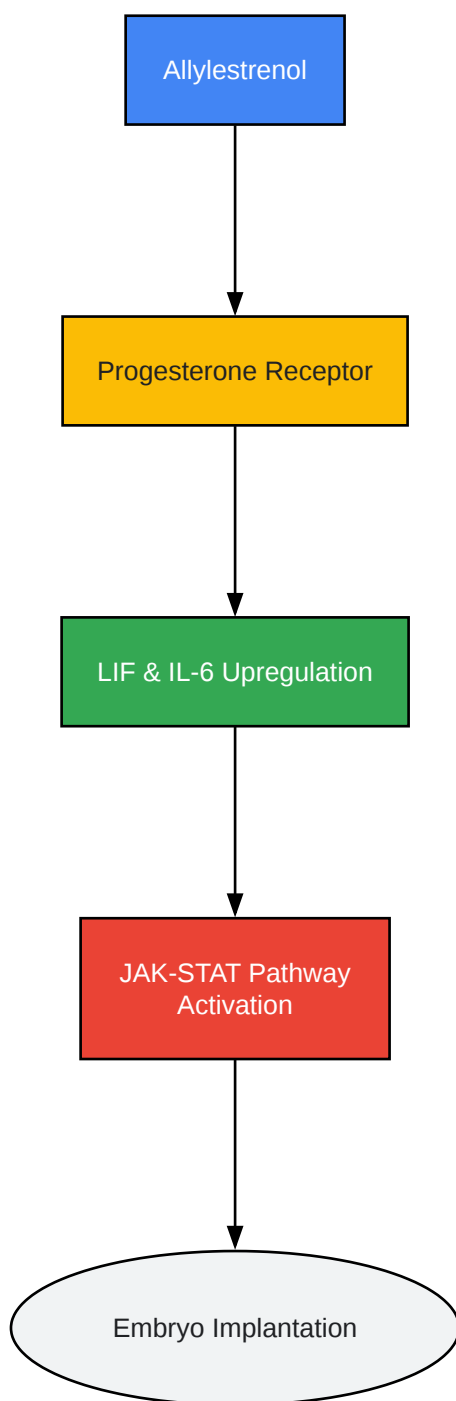 Allylestrenol
Progesterone Receptor
LIF & IL-6 Upregulation
JAK-STAT Pathway
Activation
Embryo Implantation